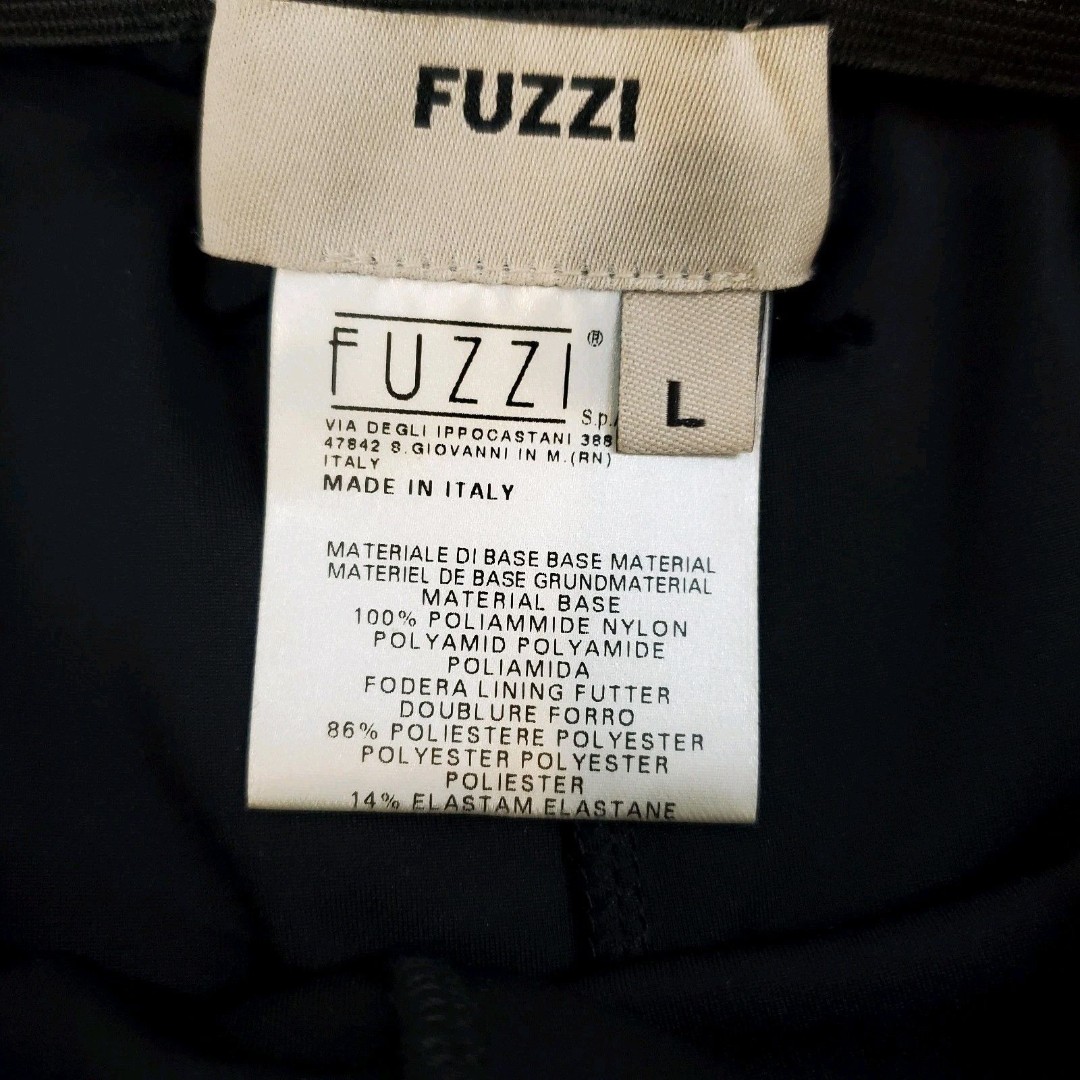 FUZZI
FUZZI®
L
S.p.
VIA DEGLI IPPOCASTANI 388
47842 S.GIOVANNI IN M.(RN)
ITALY
MADE IN ITALY
MATERIALE DI BASE BASE MATERIAL
MATERIEL DE BASE GRUNDMATERIAL
MATERIAL BASE
100% POLIAMMIDE NYLON
POLYAMID POLYAMIDE
POLIAMIDA
FODERA LINING FUTTER
DOUBLURE FORRO
86% POLIESTERE POLYESTER
POLYESTER POLYESTER
POLIESTER
14% ELASTAM ELASTANE